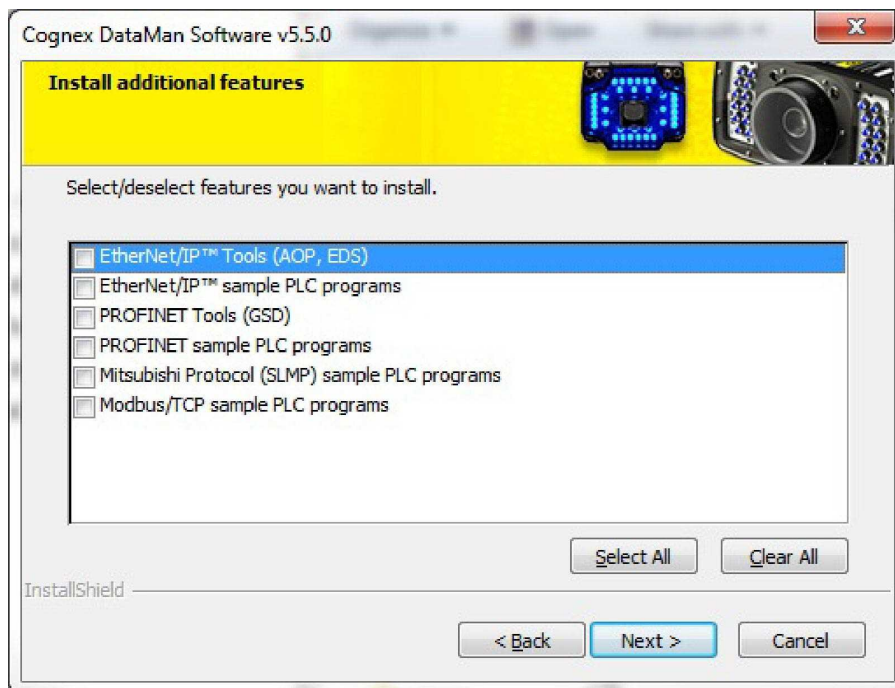 Cognex DataMan Software v5.5.0
Install additional features
Select/deselect features you want to install.
EtherNet/IP™ Tools (AOP, EDS)
EtherNet/IP™ sample PLC programs
PROFINET Tools (GSD)
PROFINET sample PLC programs
Mitsubishi Protocol (SLMP) sample PLC programs
Modbus/TCP sample PLC programs
Select All Clear All
InstallShield
< Back Next > Cancel